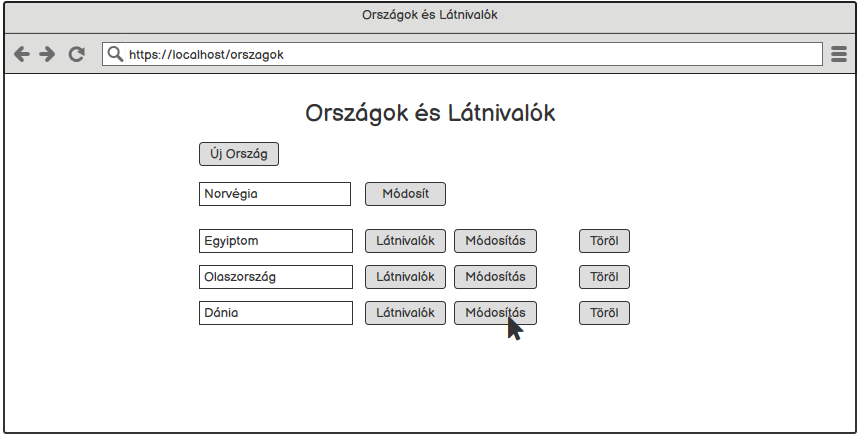 Országok és Látnivalók
https://localhost/orszagok
Országok és Látnivalók
Új Ország
Norvégia Módosít
Egyiptom Látnivalók Módosítás Töröl
Olaszország Látnivalók Módosítás Töröl
Dánia Látnivalók Módosítás Töröl